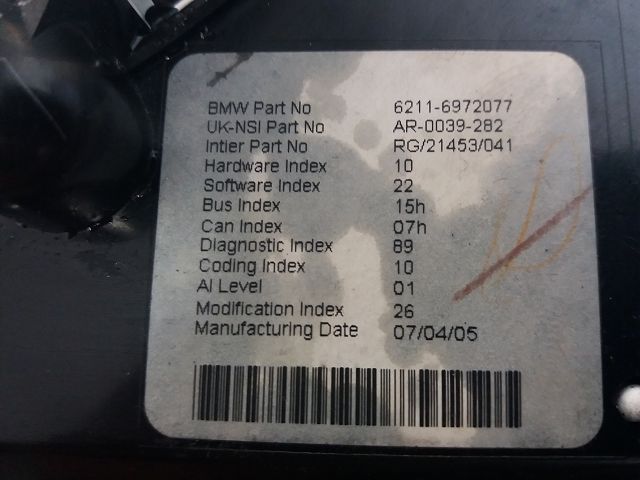 BMW Part No 6211-6972077
UK-NSI Part No AR-0039-282
Intier Part No RG/21453/041
Hardware Index 10
Software Index 22
Bus Index 15h
Can Index 07h
Diagnostic Index 89
Coding Index 10
AI Level 01
Modification Index 26
Manufacturing Date 07/04/05